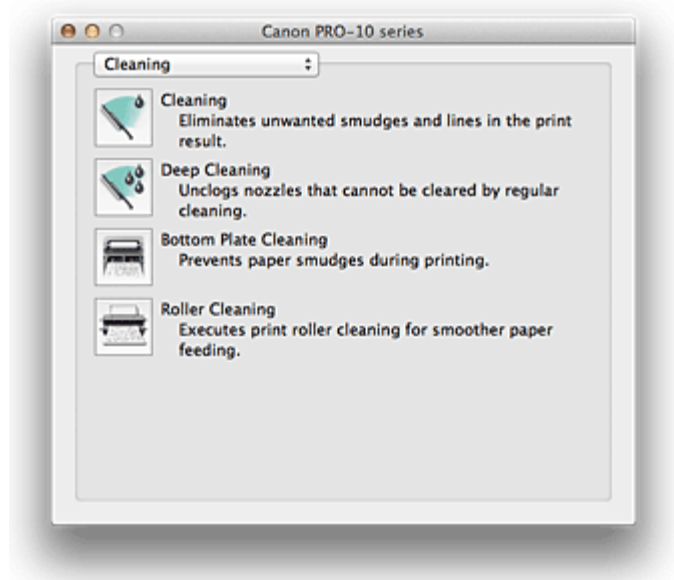 Canon PRO-10 series
Cleaning
Cleaning
Eliminates unwanted smudges and lines in the print
result.
Deep Cleaning
Unclogs nozzles that cannot be cleared by regular
cleaning.
Bottom Plate Cleaning
Prevents paper smudges during printing.
Roller Cleaning
Executes print roller cleaning for smoother paper
feeding.